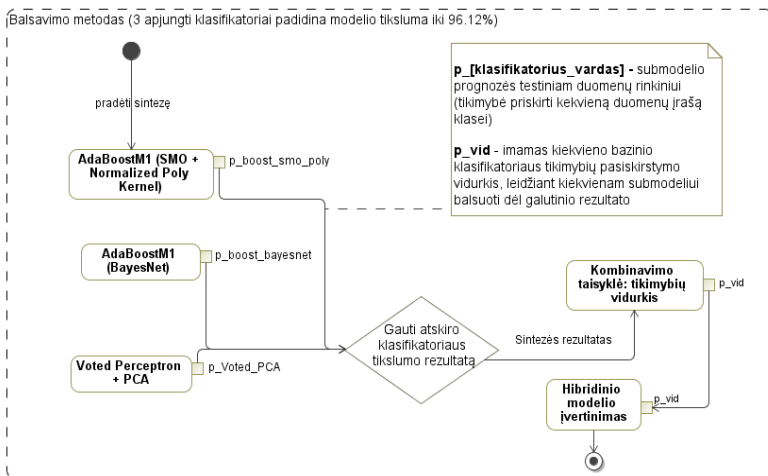 Balsavimo metodas (3 apjungti klasifikatoriai padidina modelio tiksluma iki 96.12%)
pradėti sintezę
p_[klasifikatorius_vardas] - submodelio
prognozės testiniam duomenų rinkiniui
(tikimybė priskirti kekvieną duomenų įrašą
klasei)
p_vid - imamas kiekvieno bazinio
klasifikatoriaus tikimybių pasiskirstymo
vidurkis, leidžiant kiekvienam submodeliui
balsuoti dėl galutinio rezultato
AdaBoostM1 (SMO +
Normalized Poly
Kernel)
p_boost_smo_poly
AdaBoostM1
(BayesNet)
p_boost_bayesnet
Voted Perceptron
+ PCA
p_Voted_PCA
Gauti atskiro
klasifikatoriaus
tikslumo rezultatą
Sintezės rezultatas
Kombinavimo
taisyklė: tikimybių
vidurkis
p_vid
Hibridinio
modelio
įvertinimas
p_vid